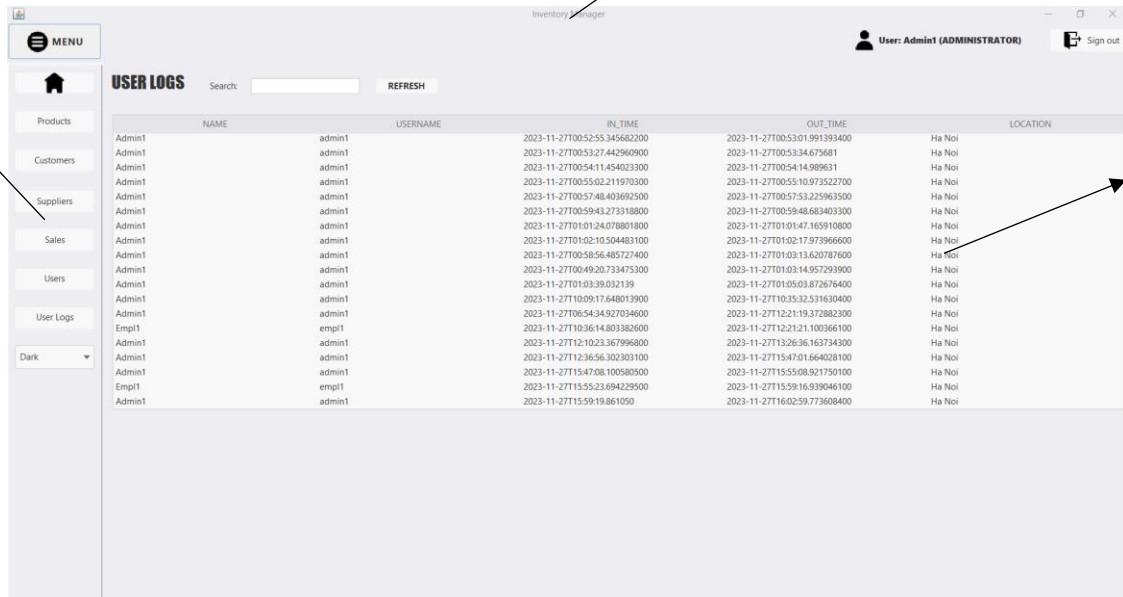 Inventory Manager
MENU
User: Admin1 (ADMINISTRATOR)
Sign out
USER LOGS Search: REFRESH
Products
Customers
Suppliers
Sales
Users
User Logs
Dark
NAME USERNAME IN_TIME OUT_TIME LOCATION
Admin1 admin1 2023-11-27T00:52:55.345682200 2023-11-27T00:53:01.991393400 Ha Noi
Admin1 admin1 2023-11-27T00:53:27.442960900 2023-11-27T00:53:34.675681 Ha Noi
Admin1 admin1 2023-11-27T00:54:11.454023300 2023-11-27T00:54:14.989631 Ha Noi
Admin1 admin1 2023-11-27T00:55:02.211970300 2023-11-27T00:55:10.973522700 Ha Noi
Admin1 admin1 2023-11-27T00:57:48.403692500 2023-11-27T00:57:53.225963500 Ha Noi
Admin1 admin1 2023-11-27T00:59:43.273318800 2023-11-27T00:59:48.683403300 Ha Noi
Admin1 admin1 2023-11-27T01:01:24.078801800 2023-11-27T01:01:47.165910800 Ha Noi
Admin1 admin1 2023-11-27T01:02:10.504483100 2023-11-27T01:02:17.973966600 Ha Noi
Admin1 admin1 2023-11-27T00:58:56.485727400 2023-11-27T01:03:13.620787600 Ha Noi
Admin1 admin1 2023-11-27T00:49:20.733475300 2023-11-27T01:03:14.957293900 Ha Noi
Admin1 admin1 2023-11-27T01:03:39.032139 2023-11-27T01:05:03.872676400 Ha Noi
Admin1 admin1 2023-11-27T10:09:17.648013900 2023-11-27T10:35:32.531630400 Ha Noi
Admin1 admin1 2023-11-27T06:54:34.927034600 2023-11-27T12:21:19.372882300 Ha Noi
Empl1 empl1 2023-11-27T10:36:14.803382600 2023-11-27T12:21:21.100366100 Ha Noi
Admin1 admin1 2023-11-27T12:10:23.367996800 2023-11-27T13:26:36.163734300 Ha Noi
Admin1 admin1 2023-11-27T12:36:56.302303100 2023-11-27T15:47:01.664028100 Ha Noi
Admin1 admin1 2023-11-27T15:47:08.100580500 2023-11-27T15:55:08.921750100 Ha Noi
Empl1 empl1 2023-11-27T15:55:23.694229500 2023-11-27T15:59:16.939046100 Ha Noi
Admin1 admin1 2023-11-27T15:59:19.861050 2023-11-27T16:02:59.773608400 Ha Noi